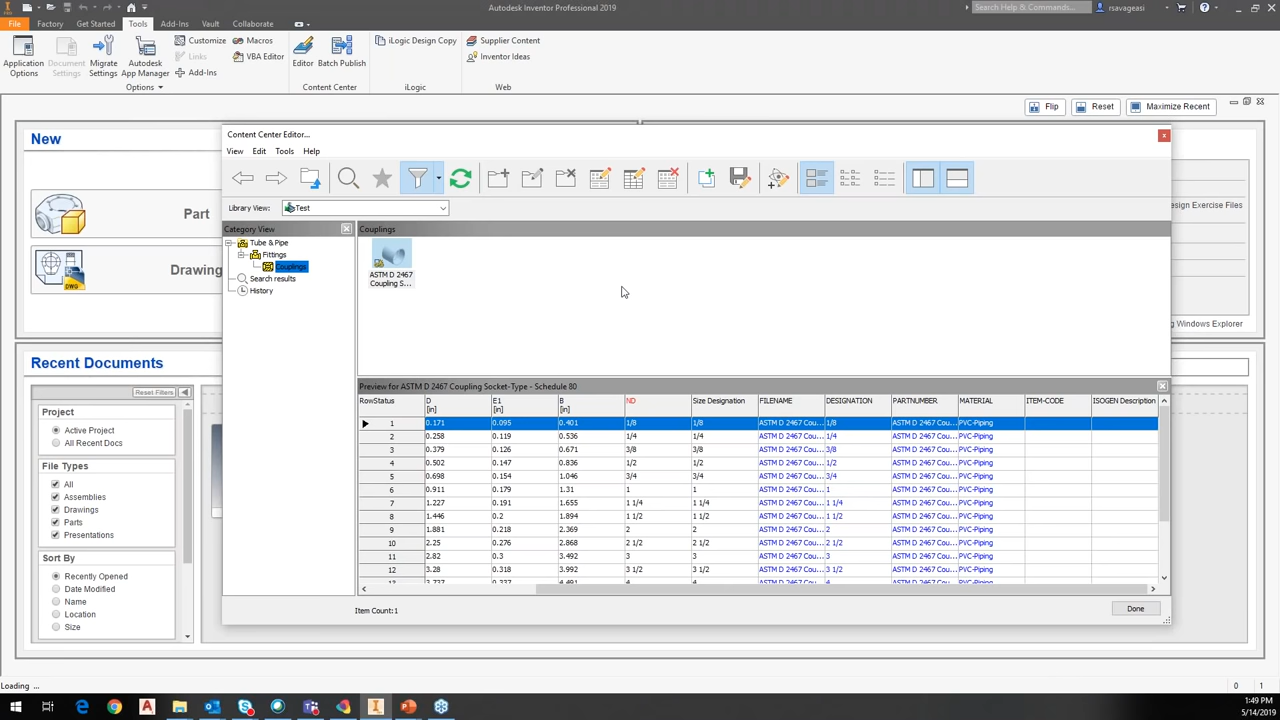 Autodesk Inventor Professional 2019
Search Help & Commands...
rsavageasi
File Factory Get Started Tools Add-Ins Vault Collaborate
Application Options
Document Settings
Migrate Settings
Autodesk App Manager
Customize
Links
Add-Ins
Macros
VBA Editor
Editor
Batch Publish
iLogic Design Copy
Supplier Content
Inventor Ideas
Options
Content Center
iLogic
Web
Flip
Reset
Maximize Recent
New
Part
Drawin
esign Exercise Files
g Windows Explorer
Recent Documents
Reset Filters
Project
Active Project
All Recent Docs
File Types
All
Assemblies
Drawings
Parts
Presentations
Sort By
Recently Opened
Date Modified
Name
Location
Size
Content Center Editor...
View Edit Tools Help
Library View: Test
Category View
Tube & Pipe
Fittings
Couplings
Search results
History
Couplings
ASTM D 2467
Coupling S...
Preview for ASTM D 2467 Coupling Socket-Type - Schedule 80
RowStatus D [in] E1 [in] B [in] ND Size Designation FILENAME DESIGNATION PARTNUMBER MATERIAL ITEM-CODE ISOGEN Description
1 0.171 0.095 0.401 1/8 1/8 ASTM D 2467 Cou... 1/8 ASTM D 2467 Cou... PVC-Piping
2 0.258 0.119 0.536 1/4 1/4 ASTM D 2467 Cou... 1/4 ASTM D 2467 Cou... PVC-Piping
3 0.379 0.126 0.671 3/8 3/8 ASTM D 2467 Cou... 3/8 ASTM D 2467 Cou... PVC-Piping
4 0.502 0.147 0.836 1/2 1/2 ASTM D 2467 Cou... 1/2 ASTM D 2467 Cou... PVC-Piping
5 0.698 0.154 1.046 3/4 3/4 ASTM D 2467 Cou... 3/4 ASTM D 2467 Cou... PVC-Piping
6 0.911 0.179 1.31 1 1 ASTM D 2467 Cou... 1 ASTM D 2467 Cou... PVC-Piping
7 1.227 0.191 1.655 1 1/4 1 1/4 ASTM D 2467 Cou... 1 1/4 ASTM D 2467 Cou... PVC-Piping
8 1.446 0.2 1.894 1 1/2 1 1/2 ASTM D 2467 Cou... 1 1/2 ASTM D 2467 Cou... PVC-Piping
9 1.881 0.218 2.369 2 2 ASTM D 2467 Cou... 2 ASTM D 2467 Cou... PVC-Piping
10 2.25 0.276 2.868 2 1/2 2 1/2 ASTM D 2467 Cou... 2 1/2 ASTM D 2467 Cou... PVC-Piping
11 2.82 0.3 3.492 3 3 ASTM D 2467 Cou... 3 ASTM D 2467 Cou... PVC-Piping
12 3.28 0.318 3.992 3 1/2 3 1/2 ASTM D 2467 Cou... 3 1/2 ASTM D 2467 Cou... PVC-Piping
Item Count:1
Done
Loading ...
0 1
1:49 PM
5/14/2019